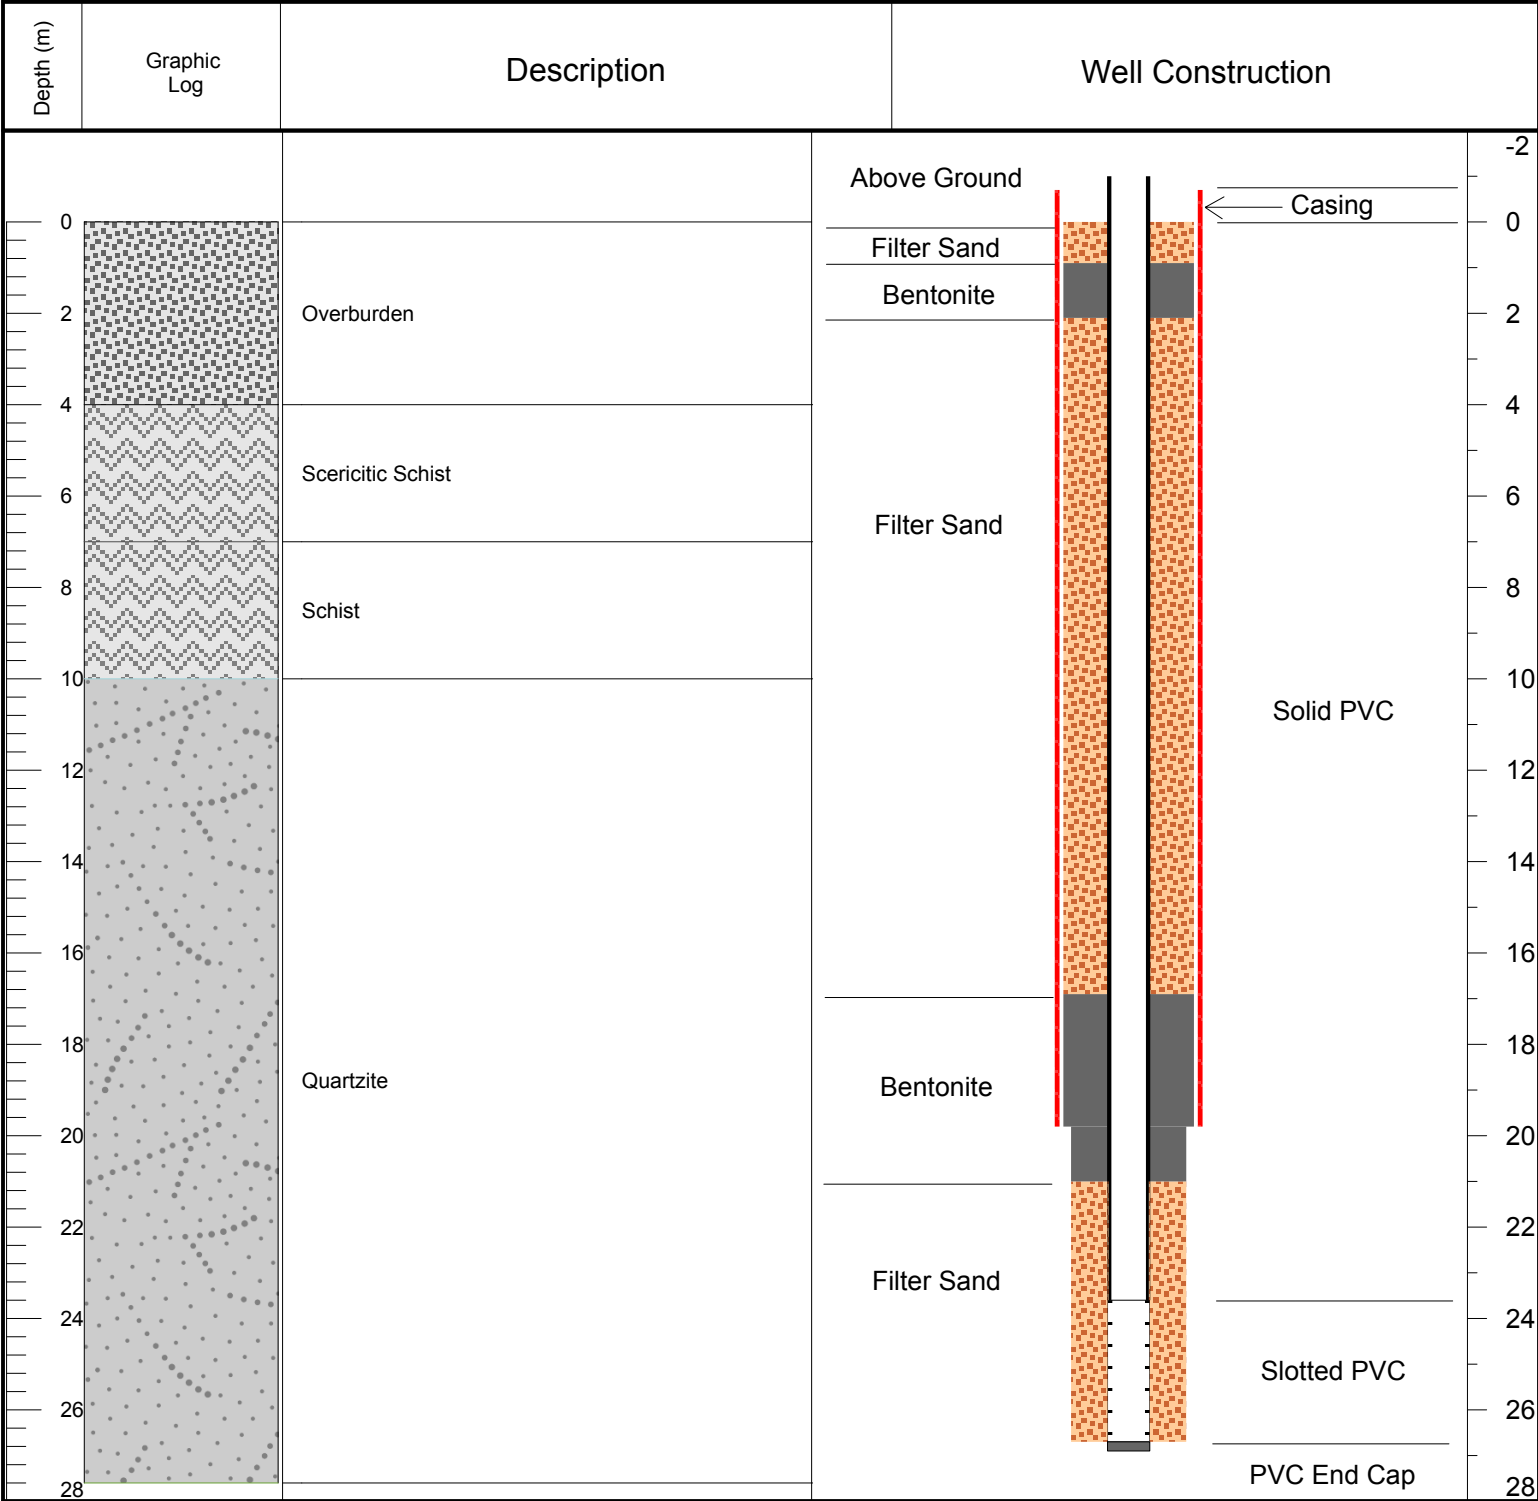 Depth (m)
Graphic
Log
Description
Well Construction
-2
Above Ground
Casing
0
0
Filter Sand
Bentonite
2
Overburden
2
4
4
Scericitic Schist
6
Filter Sand
6
8
8
Schist
10
10
Solid PVC
12
12
14
14
16
16
18
18
Quartzite
Bentonite
20
20
22
22
Filter Sand
24
24
Slotted PVC
26
26
PVC End Cap
28
28